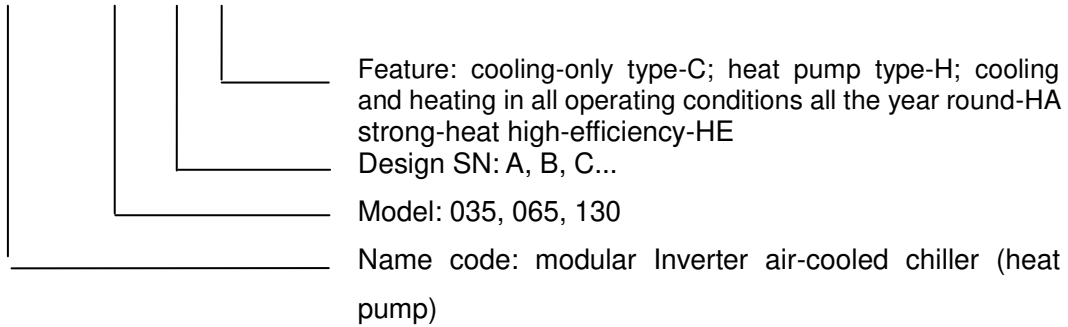 Feature: cooling-only type-C; heat pump type-H; cooling
and heating in all operating conditions all the year round-HA
strong-heat high-efficiency-HE
Design SN: A, B, C...
Model: 035, 065, 130
Name code: modular Inverter air-cooled chiller (heat
pump)